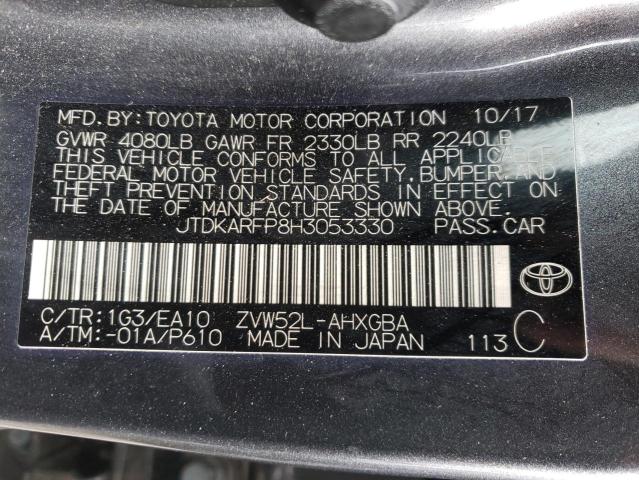 MFD. BY: TOYOTA MOTOR CORPORATION 10/17
GVWR 4080LB GAWR FR 2330LB RR 2240LB
THIS VEHICLE CONFORMS TO ALL APPLICABLE
FEDERAL MOTOR VEHICLE SAFETY, BUMPER, AND
THEFT PREVENTION STANDARDS IN EFFECT ON
THE DATE OF MANUFACTURE SHOWN ABOVE.
JTDKARFP8H3053330 PASS. CAR
C/TR: 1G3/EA10 ZVW52L-AHXGBA
A/TM: -01A/P610 MADE IN JAPAN 113 C